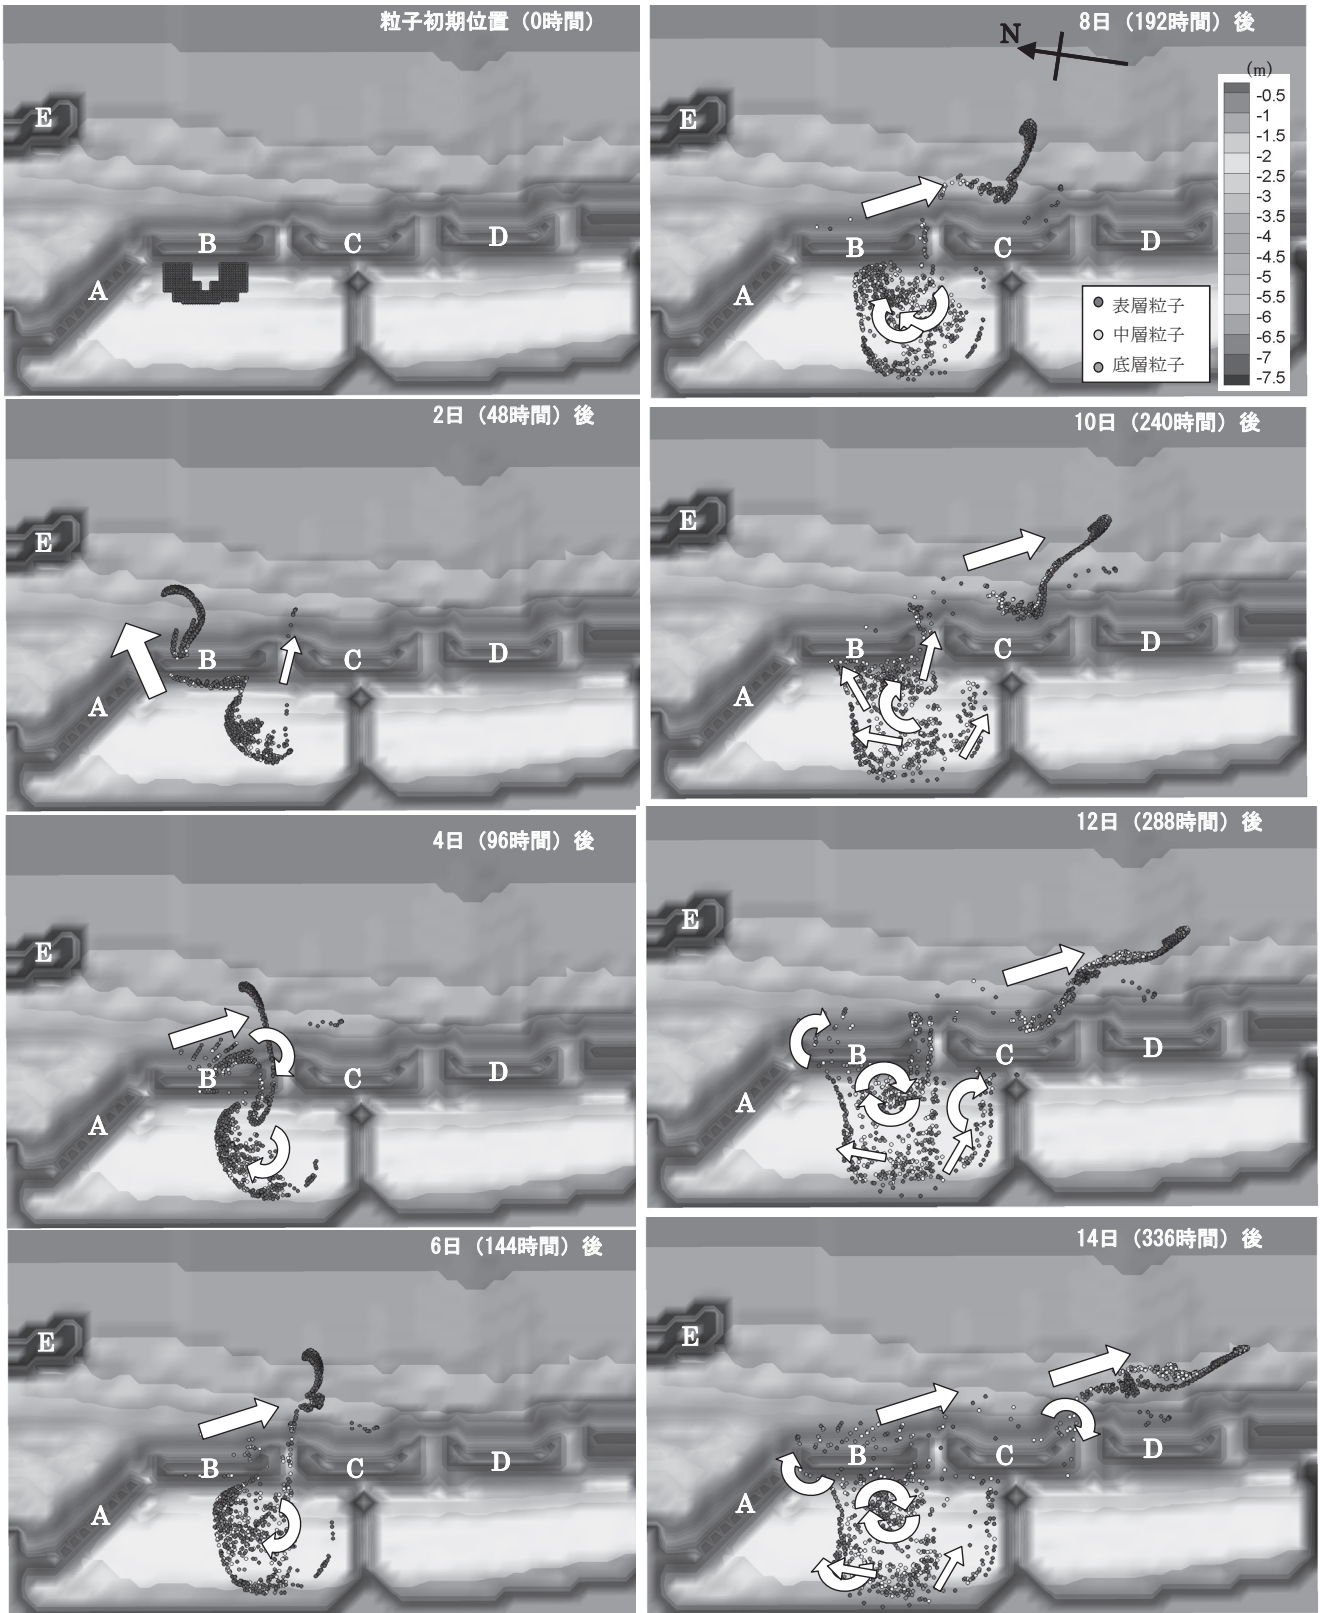 粒子初期位置（0時間）
E
B
C
D
A
2日（48時間）後
E
B
C
D
A
4日（96時間）後
E
B
C
D
A
6日（144時間）後
E
B
C
D
A
8日（192時間）後
N
(m)
-0.5
-1
-1.5
-2
-2.5
-3
-3.5
-4
-4.5
-5
-5.5
-6
-6.5
-7
-7.5
E
B
C
D
A
表層粒子
中層粒子
底層粒子
10日（240時間）後
E
B
C
D
A
12日（288時間）後
E
B
C
D
A
14日（336時間）後
E
B
C
D
A